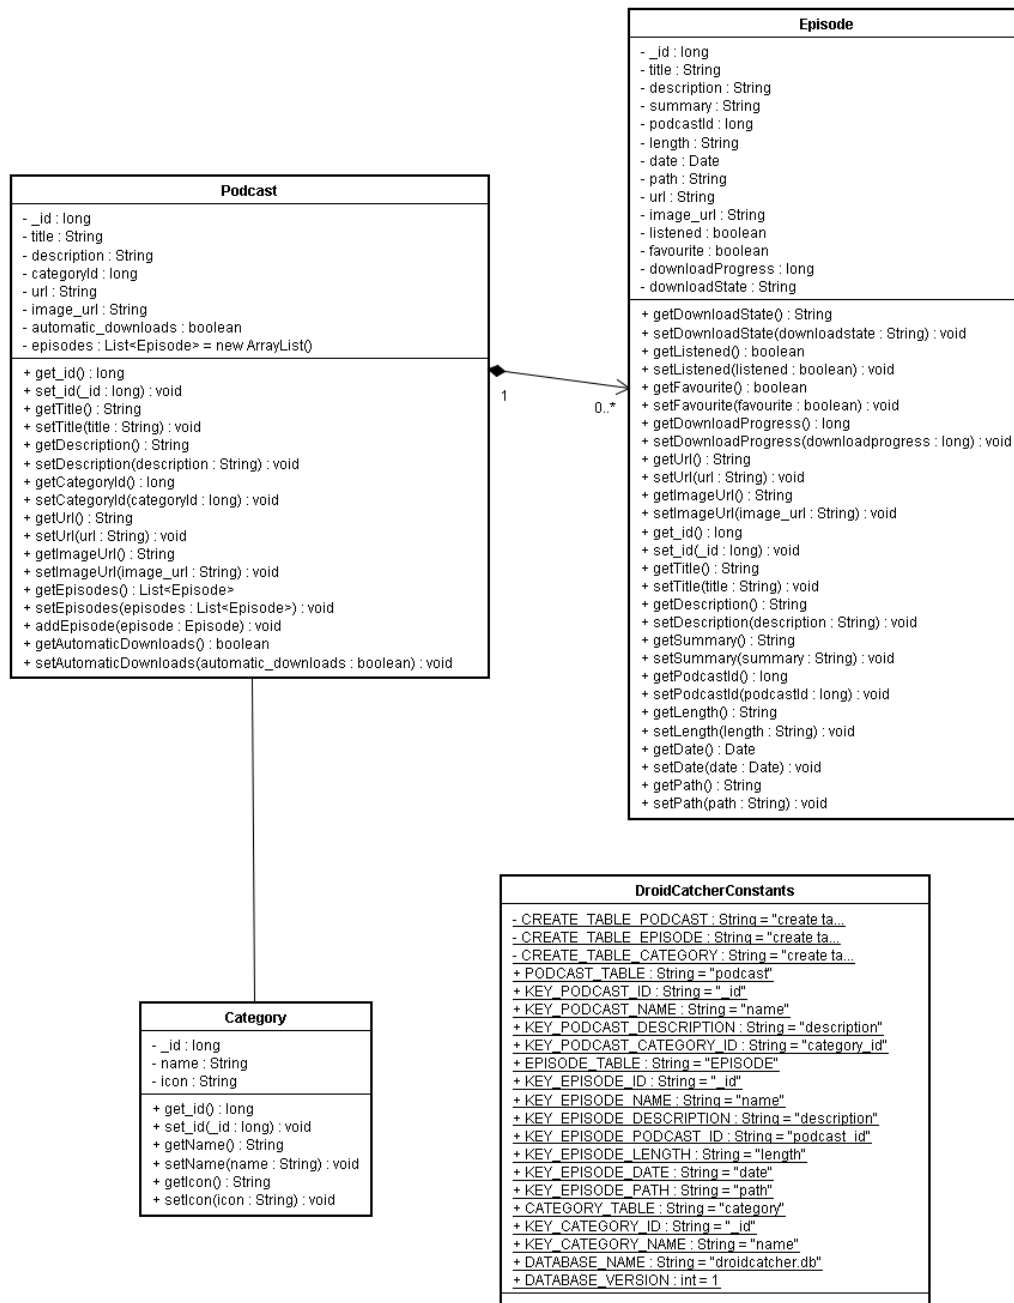 Podcast
- _id : long
- title : String
- description : String
- categoryId : long
- url : String
- image_url : String
- automatic_downloads : boolean
- episodes : List<Episode> = new ArrayList()
+ get_id() : long
+ set_id(_id : long) : void
+ getTitle() : String
+ setTitle(title : String) : void
+ getDescription() : String
+ setDescription(description : String) : void
+ getCategoryId() : long
+ setCategoryId(categoryId : long) : void
+ getUrl() : String
+ setUrl(url : String) : void
+ getImageUrl() : String
+ setImageUrl(image_url : String) : void
+ getEpisodes() : List<Episode>
+ setEpisodes(episodes : List<Episode>) : void
+ addEpisode(episode : Episode) : void
+ getAutomaticDownloads() : boolean
+ setAutomaticDownloads(automatic_downloads : boolean) : void
1
0..*
Episode
- _id : long
- title : String
- description : String
- summary : String
- podcastId : long
- length : String
- date : Date
- path : String
- url : String
- image_url : String
- listened : boolean
- favourite : boolean
- downloadProgress : long
- downloadState : String
+ getDownloadState() : String
+ setDownloadState(downloadstate : String) : void
+ getListened() : boolean
+ setListened(listened : boolean) : void
+ getFavourite() : boolean
+ setFavourite(favourite : boolean) : void
+ getDownloadProgress() : long
+ setDownloadProgress(downloadprogress : long) : void
+ getUrl() : String
+ setUrl(url : String) : void
+ getImageUrl() : String
+ setImageUrl(image_url : String) : void
+ get_id() : long
+ set_id(_id : long) : void
+ getTitle() : String
+ setTitle(title : String) : void
+ getDescription() : String
+ setDescription(description : String) : void
+ getSummary() : String
+ setSummary(summary : String) : void
+ getPodcastId() : long
+ setPodcastId(podcastId : long) : void
+ getLength() : String
+ setLength(length : String) : void
+ getDate() : Date
+ setDate(date : Date) : void
+ getPath() : String
+ setPath(path : String) : void
Category
- _id : long
- name : String
- icon : String
+ get_id() : long
+ set_id(_id : long) : void
+ getName() : String
+ setName(name : String) : void
+ getIcon() : String
+ setIcon(icon : String) : void
DroidCatcherConstants
- CREATE_TABLE_PODCAST : String = "create ta...
- CREATE_TABLE_EPISODE : String = "create ta...
- CREATE_TABLE_CATEGORY : String = "create ta...
+ PODCAST_TABLE : String = "podcast"
+ KEY_PODCAST_ID : String = "_id"
+ KEY_PODCAST_NAME : String = "name"
+ KEY_PODCAST_DESCRIPTION : String = "description"
+ KEY_PODCAST_CATEGORY_ID : String = "category_id"
+ EPISODE_TABLE : String = "EPISODE"
+ KEY_EPISODE_ID : String = "_id"
+ KEY_EPISODE_NAME : String = "name"
+ KEY_EPISODE_DESCRIPTION : String = "description"
+ KEY_EPISODE_PODCAST_ID : String = "podcast_id"
+ KEY_EPISODE_LENGTH : String = "length"
+ KEY_EPISODE_DATE : String = "date"
+ KEY_EPISODE_PATH : String = "path"
+ CATEGORY_TABLE : String = "category"
+ KEY_CATEGORY_ID : String = "_id"
+ KEY_CATEGORY_NAME : String = "name"
+ DATABASE_NAME : String = "droidcatcher.db"
+ DATABASE_VERSION : int = 1